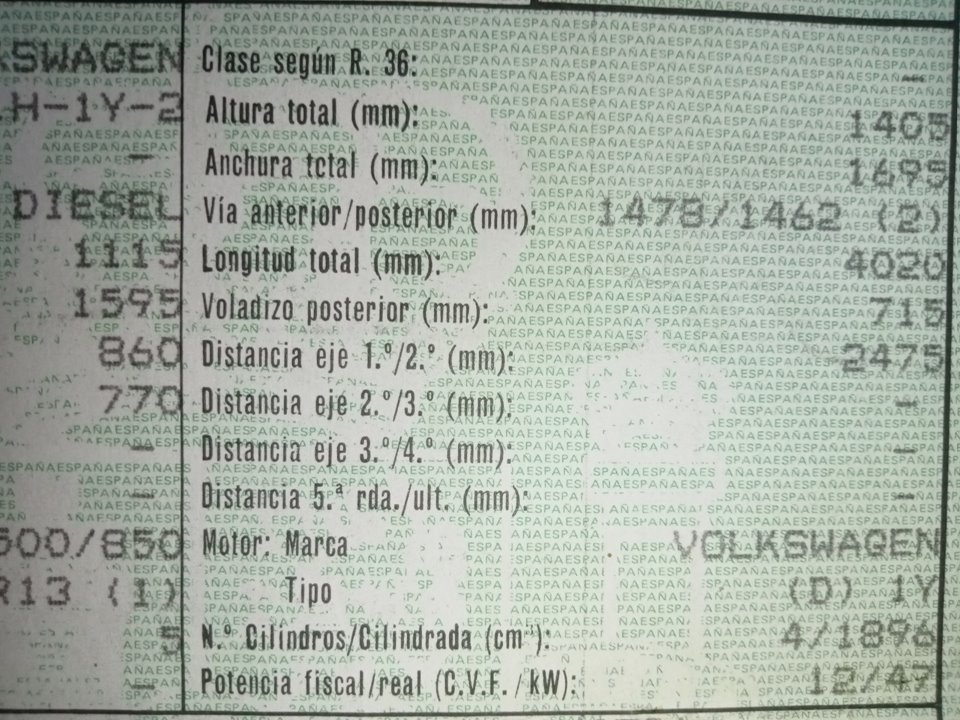 KSWAGEN Clase según R. 36: -
H-1Y-2 Altura total (mm): 1405
- Anchura total (mm): 1695
DIESEL Vía anterior/posterior (mm): 1478/1462 (2)
1115 Longitud total (mm): 4020
1595 Voladizo posterior (mm): 715
860 Distancia eje 1.º/2.º (mm): 2475
770 Distancia eje 2.º/3.º (mm): -
- Distancia eje 3.º/4.º (mm): -
- Distancia 5.ª rda./ult. (mm): -
500/850 Motor: Marca VOLKSWAGEN
R13 (1) Tipo (D) 1Y
5 N.º Cilindros/Cilindrada (cm³): 4/1896
- Potencia fiscal/real (C.V.F./kW): 12/47